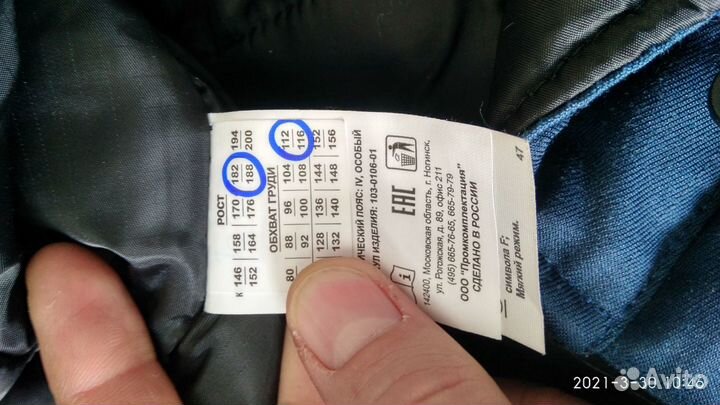 РОСТ
К 146 158 170 182 194
152 164 176 188 200
ОБХВАТ ГРУДИ
80 88 96 104 112
92 100 108 116
128 136 144 152
132 140 148 156
ИЧЕСКИЙ ПОЯС: IV, ОСОБЫЙ
УЛ ИЗДЕЛИЯ: 103-0106-01
ЕАС
142400, Московская область, г. Ногинск,
ул. Рогожская, д. 89, офис 211
(495) 665-76-65, 665-79-79
ООО "Промкомплектация"
СДЕЛАНО В РОССИИ
47
символа F;
Мягкий режим.
Avito
2021-3-30 10:46